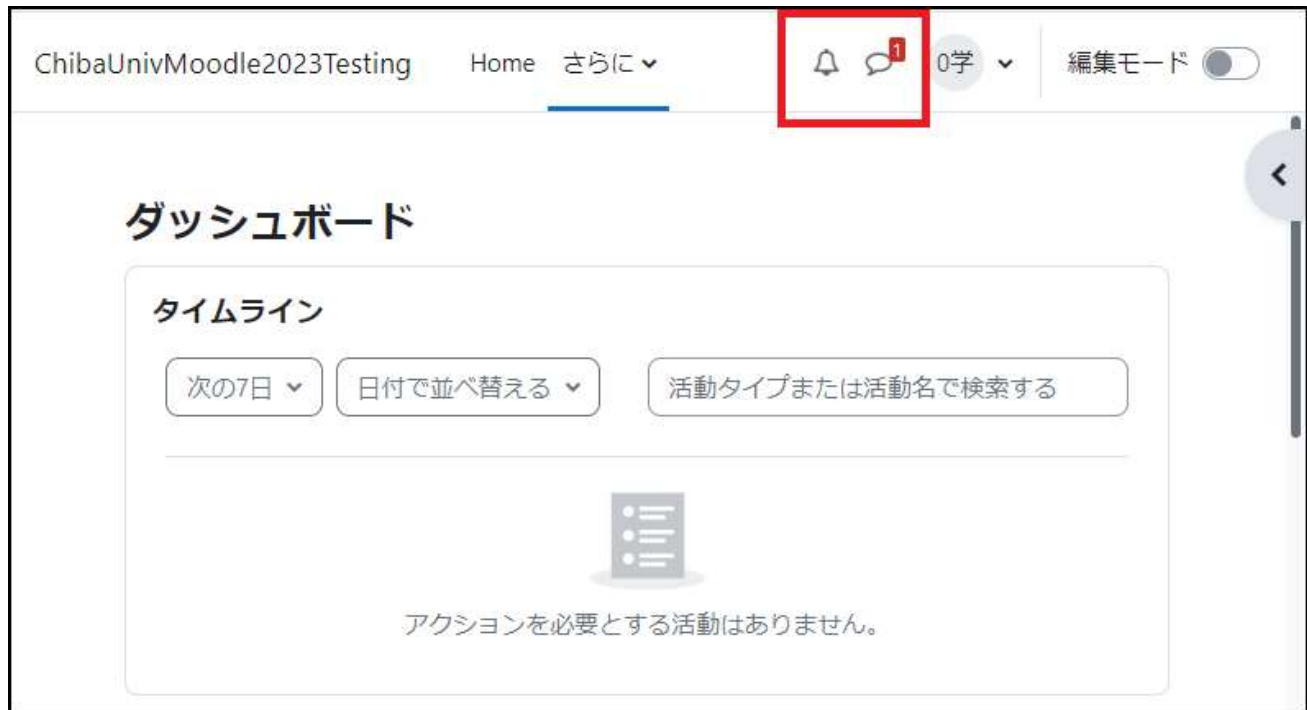 ChibaUnivMoodle2023Testing Home さらに 1 0学 編集モード
ダッシュボード
タイムライン
次の7日 日付で並べ替える 活動タイプまたは活動名で検索する
アクションを必要とする活動はありません。